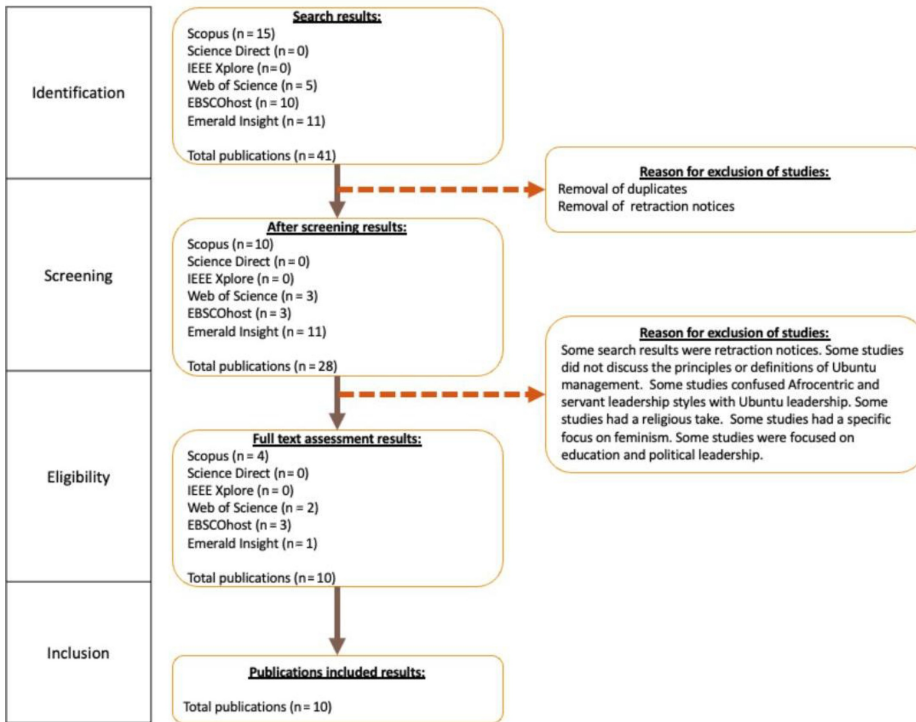 Identification
Search results:
Scopus (n = 15)
Science Direct (n = 0)
IEEE Xplore (n= 0)
Web of Science (n = 5)
EBSCOhost (n = 10)
Emerald Insight (n = 11)
Total publications (n = 41)
Reason for exclusion of studies:
Removal of duplicates
Removal of retraction notices
Screening
After screening results:
Scopus (n = 10)
Science Direct (n = 0)
IEEE Xplore (n = 0)
Web of Science (n = 3)
EBSCOhost (n = 3)
Emerald Insight (n = 11)
Total publications (n = 28)
Reason for exclusion of studies:
Some search results were retraction notices. Some studies
did not discuss the principles or definitions of Ubuntu
management. Some studies confused Afrocentric and
servant leadership styles with Ubuntu leadership. Some
studies had a religious take. Some studies had a specific
focus on feminism. Some studies were focused on
education and political leadership.
Eligibility
Full text assessment results:
Scopus (n = 4)
Science Direct (n = 0)
IEEE Xplore (n = 0)
Web of Science (n = 2)
EBSCOhost (n = 3)
Emerald Insight (n = 1)
Total publications (n = 10)
Inclusion
Publications included results:
Total publications (n = 10)